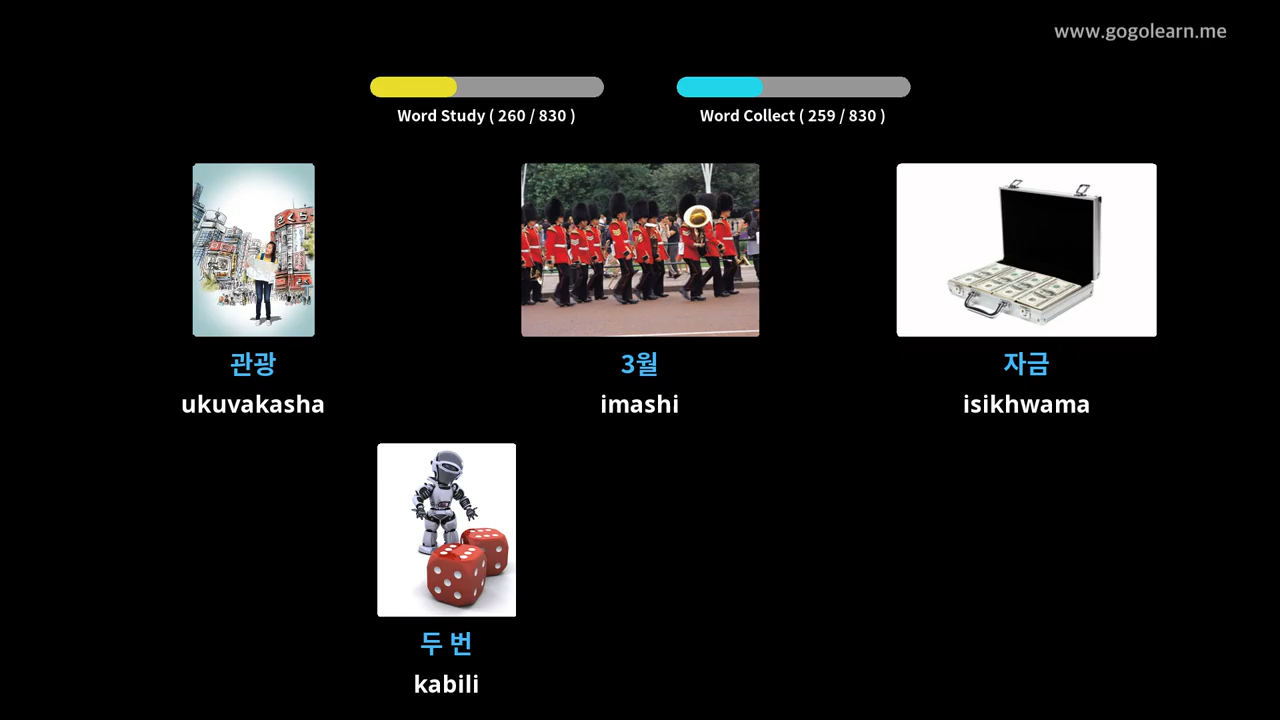 www.gogolearn.me
Word Study ( 260 / 830 )
Word Collect ( 259 / 830 )
관광
ukuvakasha
3월
imashi
자금
isikhwama
두 번
kabili